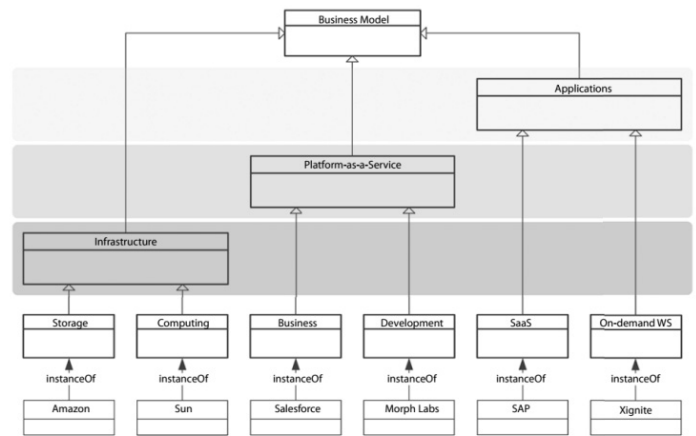 Business Model
Applications
Platform-as-a-Service
Infrastructure
Storage
Computing
Business
Development
SaaS
On-demand WS
instanceOf
instanceOf
instanceOf
instanceOf
instanceOf
instanceOf
Amazon
Sun
Salesforce
Morph Labs
SAP
Xignite